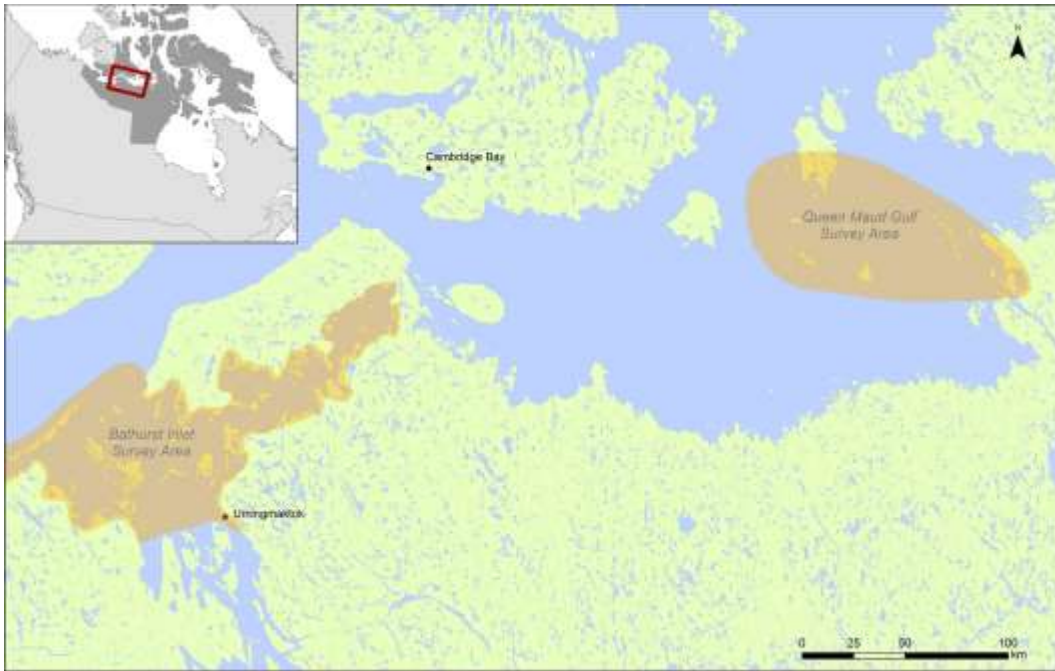 N
Cambridge Bay
Queen Maud Gulf
Survey Area
Bathurst Inlet
Survey Area
Umingmaktok
0 25 50 100
km